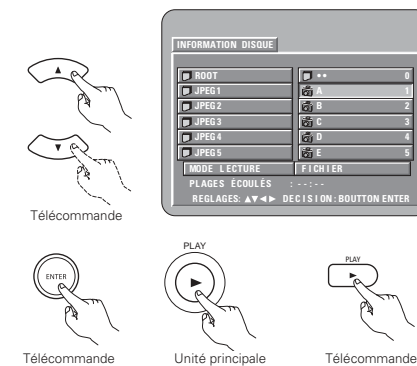 INFORMATION DISQUE
ROOT •• 0
JPEG1 A 1
JPEG2 B 2
JPEG3 C 3
JPEG4 D 4
JPEG5 E 5
MODE LECTURE FICHIER
PLAGES ÉCOULÉS : --:--
REGLAGES: ▲▼◄► DECISION: BOUTTON ENTER
Télécommande
ENTER
Télécommande
PLAY
Unité principale
PLAY
Télécommande